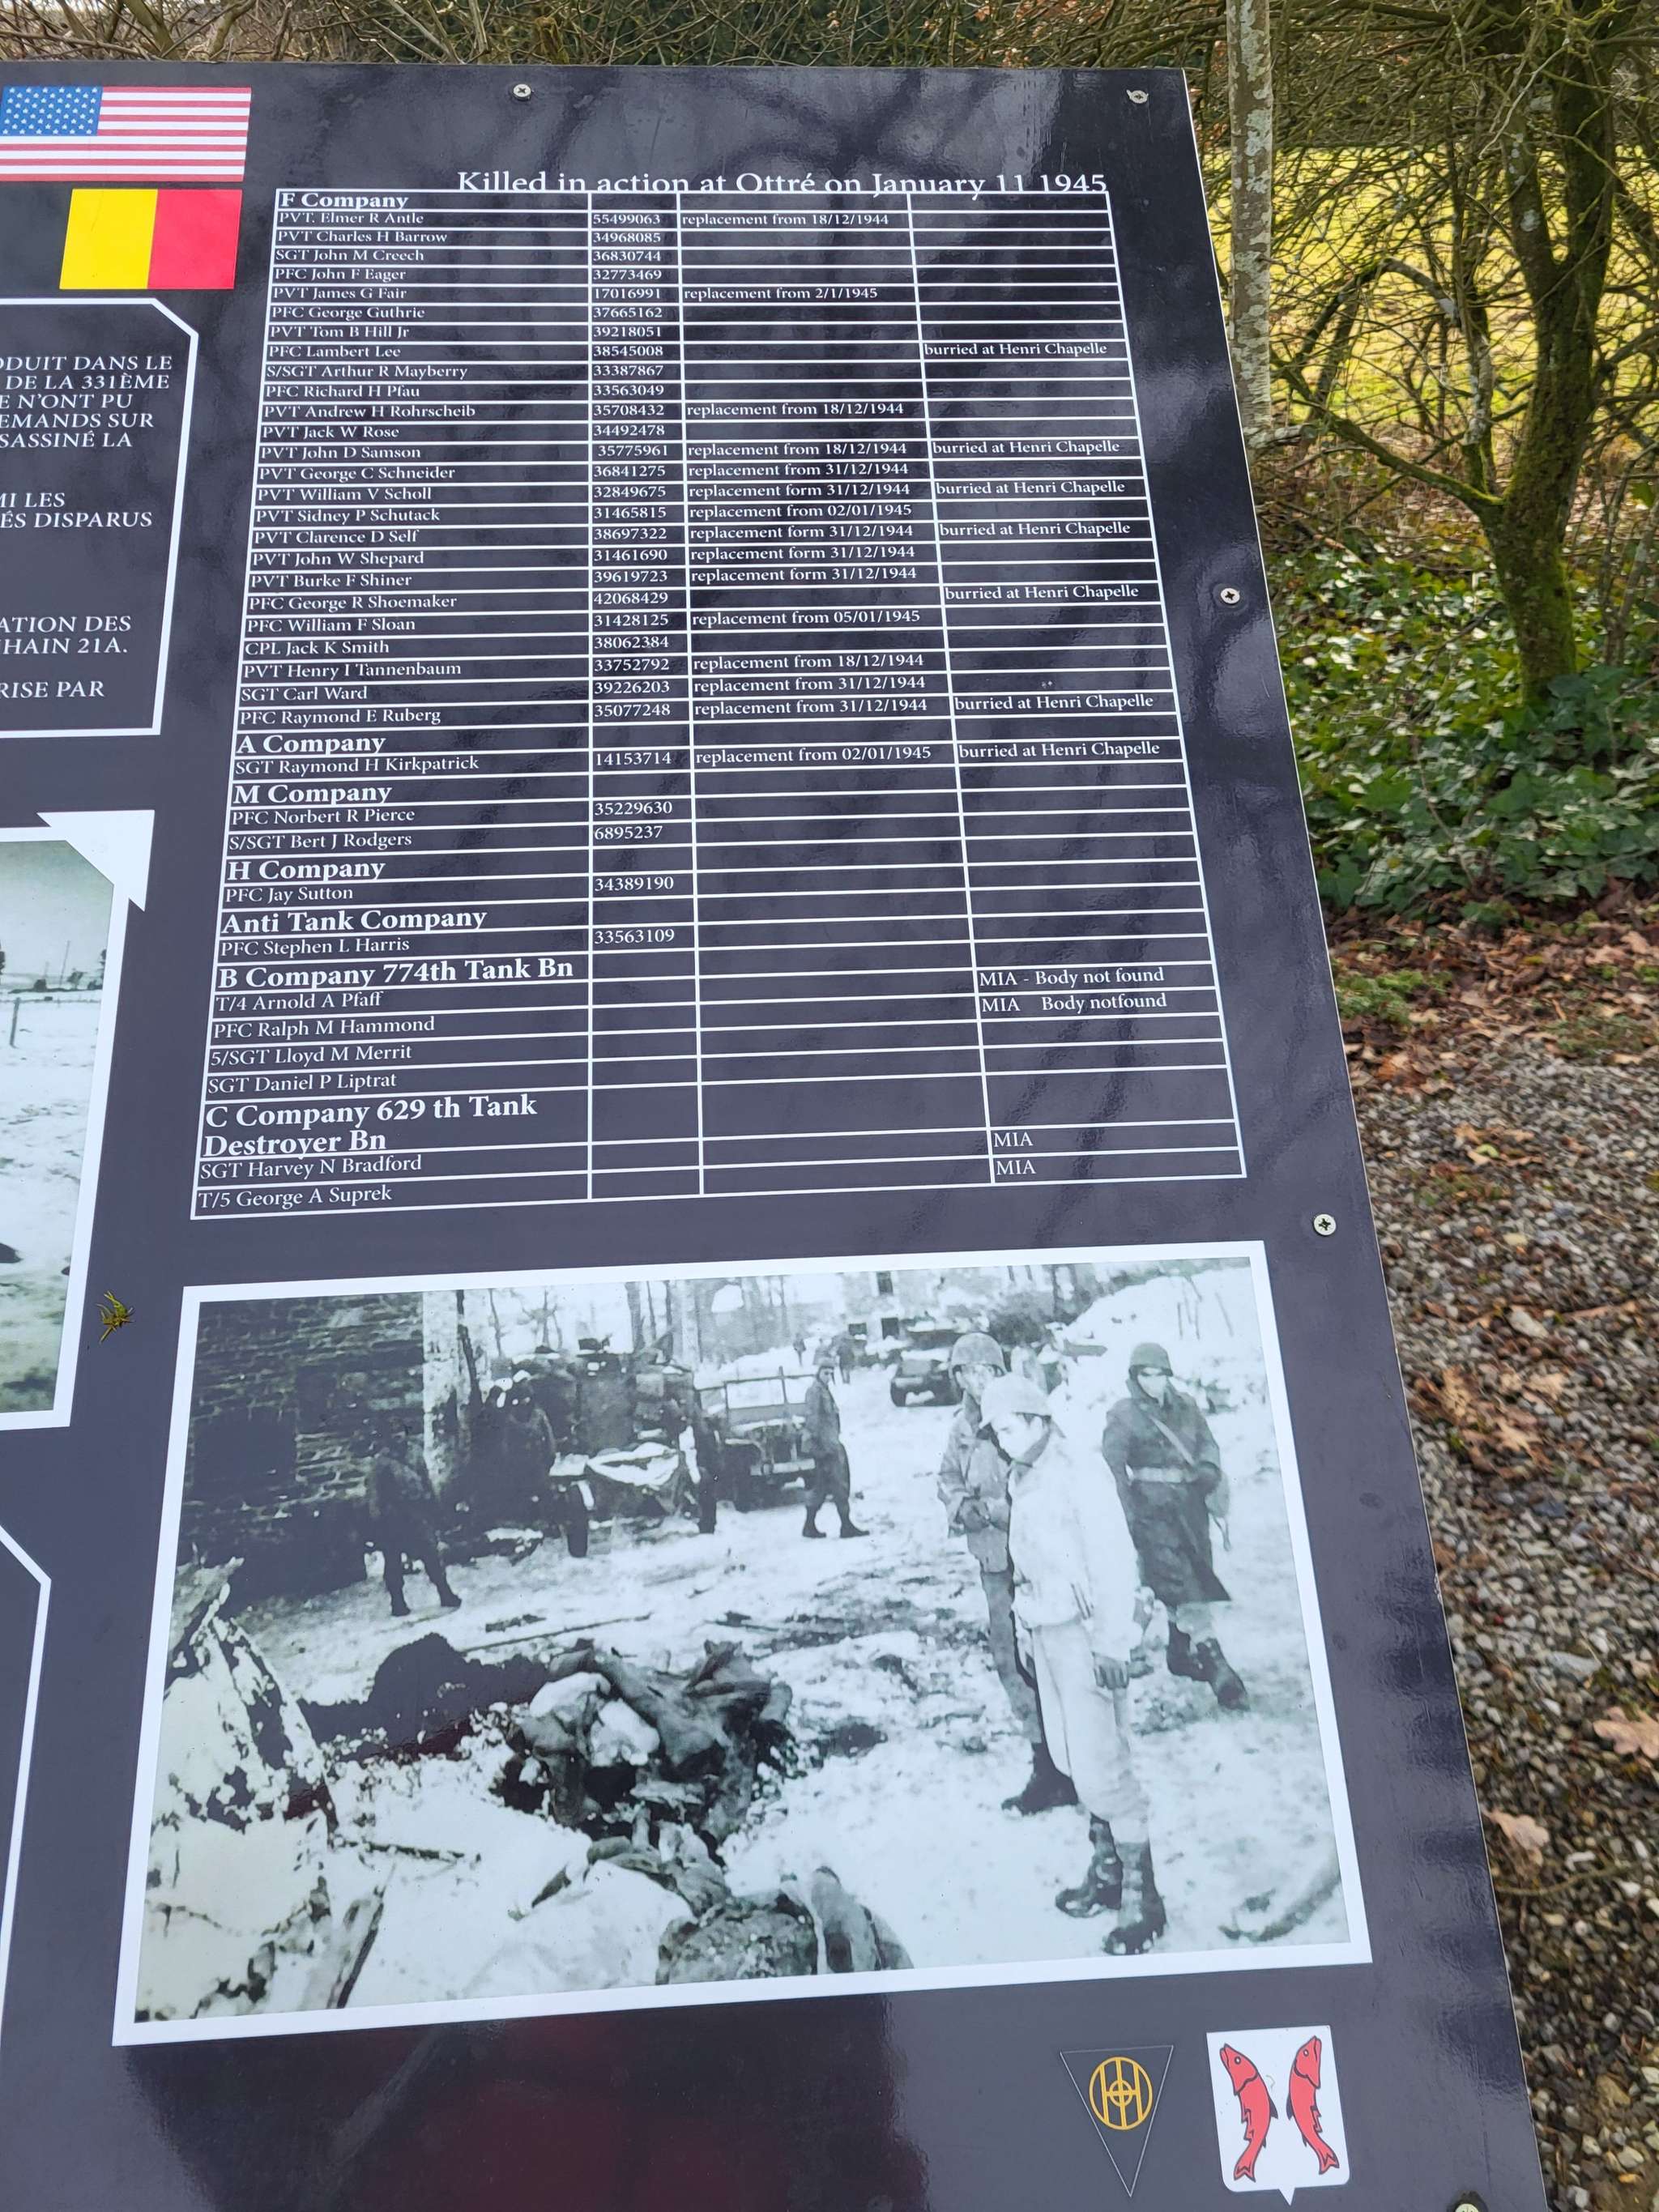 Killed in action at Ottré on January 11 1945
F Company
PVT. Elmer R Antle 55499063 replacement from 18/12/1944
PVT Charles H Barrow 34968085
SGT John M Creech 36830744
PFC John F Eager 32773469
PVT James G Fair 17016991 replacement from 2/1/1945
PFC George Guthrie 37665162
PVT Tom B Hill Jr 39218051
PFC Lambert Lee 38545008 burried at Henri Chapelle
S/SGT Arthur R Mayberry 33387867
PFC Richard H Pfau 33563049
PVT Andrew H Rohrscheib 35708432 replacement from 18/12/1944
PVT Jack W Rose 34492478
PVT John D Samson 35775961 replacement from 18/12/1944 burried at Henri Chapelle
PVT George C Schneider 36841275 replacement from 31/12/1944
PVT William V Scholl 32849675 replacement form 31/12/1944 burried at Henri Chapelle
PVT Sidney P Schutack 31465815 replacement from 02/01/1945
PVT Clarence D Self 38697322 replacement form 31/12/1944 burried at Henri Chapelle
PVT John W Shepard 31461690 replacement form 31/12/1944
PVT Burke F Shiner 39619723 replacement form 31/12/1944
PFC George R Shoemaker 42068429 burried at Henri Chapelle
PFC William F Sloan 31428125 replacement from 05/01/1945
CPL Jack K Smith 38062384
PVT Henry I Tannenbaum 33752792 replacement from 18/12/1944
SGT Carl Ward 39226203 replacement from 31/12/1944
PFC Raymond E Ruberg 35077248 replacement from 31/12/1944 burried at Henri Chapelle
A Company
SGT Raymond H Kirkpatrick 14153714 replacement from 02/01/1945 burried at Henri Chapelle
M Company
PFC Norbert R Pierce 35229630
S/SGT Bert J Rodgers 6895237
H Company
PFC Jay Sutton 34389190
Anti Tank Company
PFC Stephen L Harris 33563109
B Company 774th Tank Bn
T/4 Arnold A Pfaff MIA - Body not found
PFC Ralph M Hammond MIA Body notfound
5/SGT Lloyd M Merrit
SGT Daniel P Liptrat
C Company 629 th Tank
Destroyer Bn
SGT Harvey N Bradford MIA
T/5 George A Suprek MIA
DUIT DANS LE
DE LA 331ÈME
E N'ONT PU
EMANDS SUR
SASSINÉ LA
MI LES
ÉS DISPARUS
ATION DES
HAIN 21A.
RISE PAR